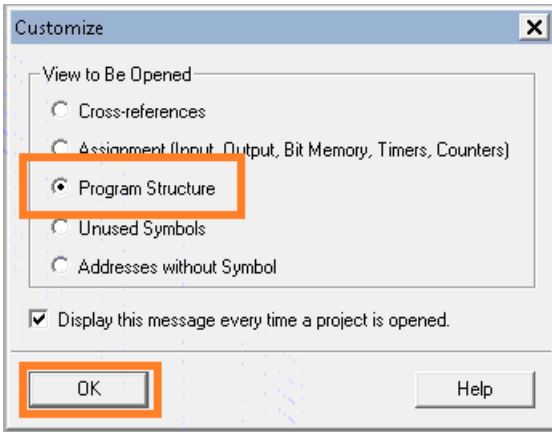 Customize
View to Be Opened
Cross-references
Assignment (Input, Output, Bit Memory, Timers, Counters)
Program Structure
Unused Symbols
Addresses without Symbol
Display this message every time a project is opened.
OK Help